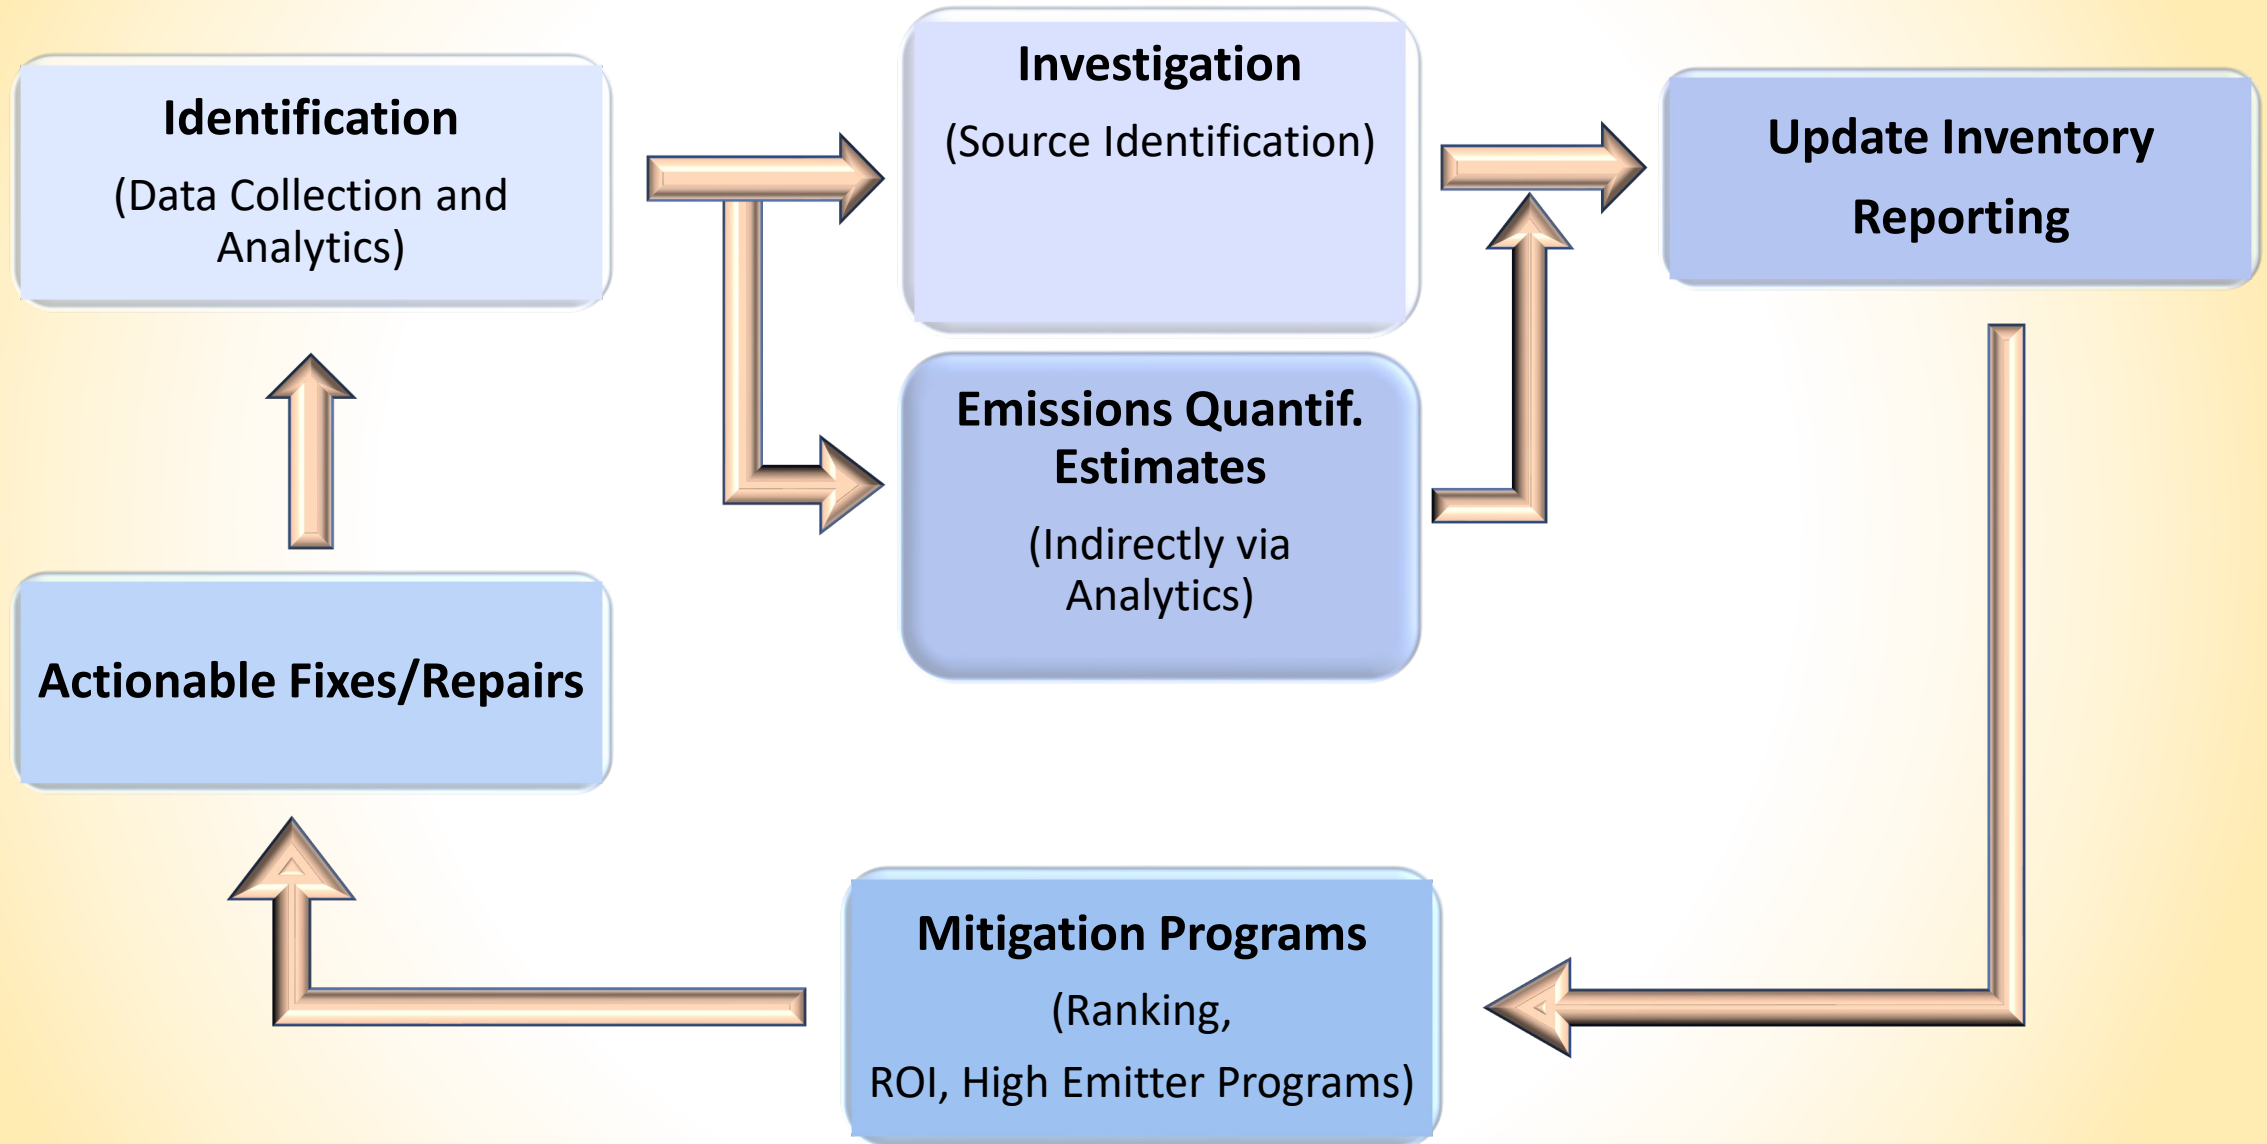 Identification
(Data Collection and
Analytics)
Investigation
(Source Identification)
Update Inventory
Reporting
Emissions Quantif.
Estimates
(Indirectly via
Analytics)
Actionable Fixes/Repairs
Mitigation Programs
(Ranking,
ROI, High Emitter Programs)